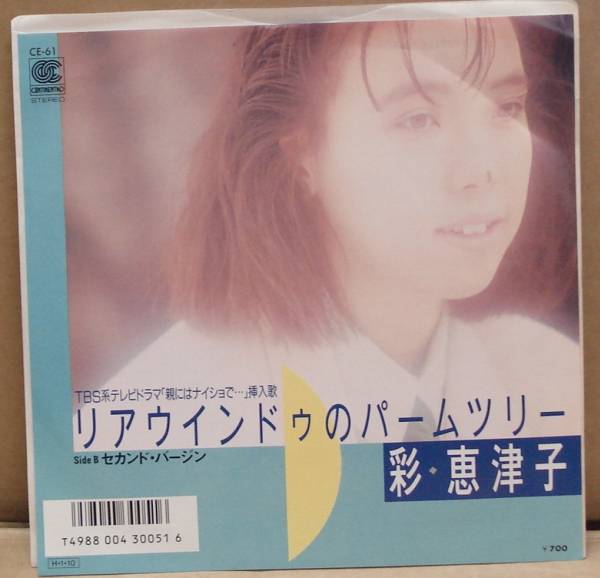 CE-61
CONTINENTAL
STEREO
TBS系テレビドラマ「親にはナイショで…」挿入歌
リアウインドゥのパームツリー
Side B セカンド・バージン
彩・恵津子
T4988 004 30051 6
H・1・10
¥700